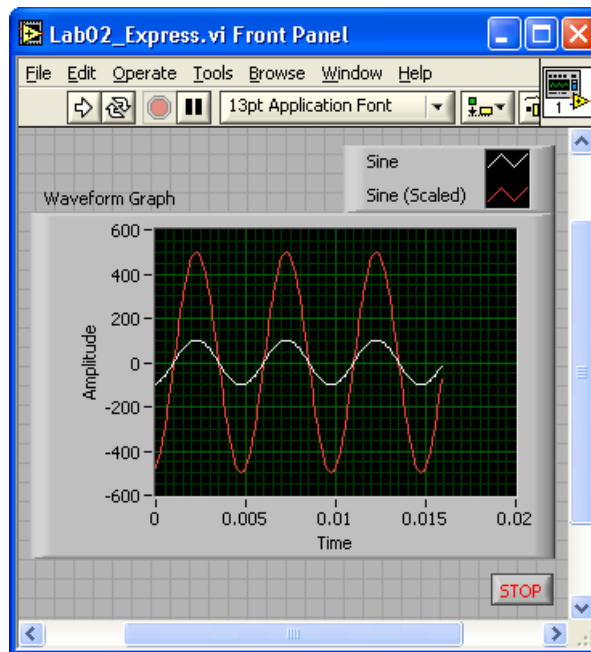 Lab02_Express.vi Front Panel
File Edit Operate Tools Browse Window Help
13pt Application Font
1
Sine
Sine (Scaled)
Waveform Graph
Amplitude
600
400
200
0
-200
-400
-600
0 0.005 0.01 0.015 0.02
Time
STOP